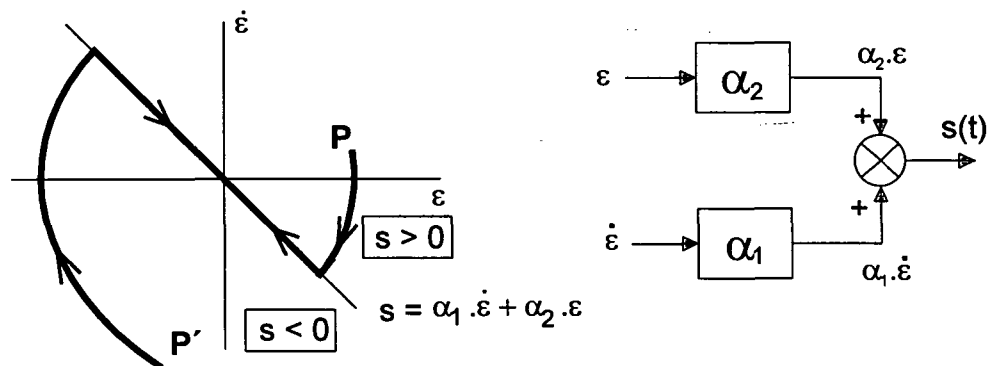 ε̇
P
ε
s > 0
s = α₁.ε̇ + α₂.ε
s < 0
P´
ε
α₂
α₂.ε
+
s(t)
+
ε̇
α₁
α₁.ε̇